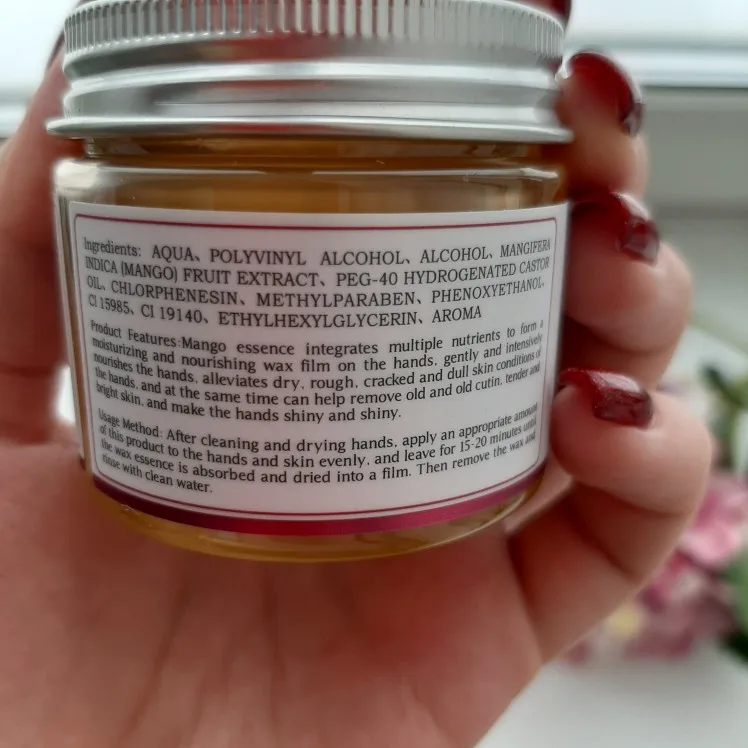 Ingredients: AQUA、POLYVINYL ALCOHOL、ALCOHOL、MANGIFERA
INDICA (MANGO) FRUIT EXTRACT、PEG-40 HYDROGENATED CASTOR
OIL、CHLORPHENESIN、METHYLPARABEN、PHENOXYETHANOL、
CI 15985、CI 19140、ETHYLHEXYLGLYCERIN、AROMA
Product Features:Mango essence integrates multiple nutrients to form a
moisturizing and nourishing wax film on the hands, gently and intensively
nourishes the hands, alleviates dry, rough, cracked and dull skin conditions of
the hands, and at the same time can help remove old and old cutin, tender and
bright skin, and make the hands shiny and shiny.
Usage Method: After cleaning and drying hands, apply an appropriate amount
of this product to the hands and skin evenly, and leave for 15-20 minutes until
the wax essence is absorbed and dried into a film. Then remove the wax and
rinse with clean water.